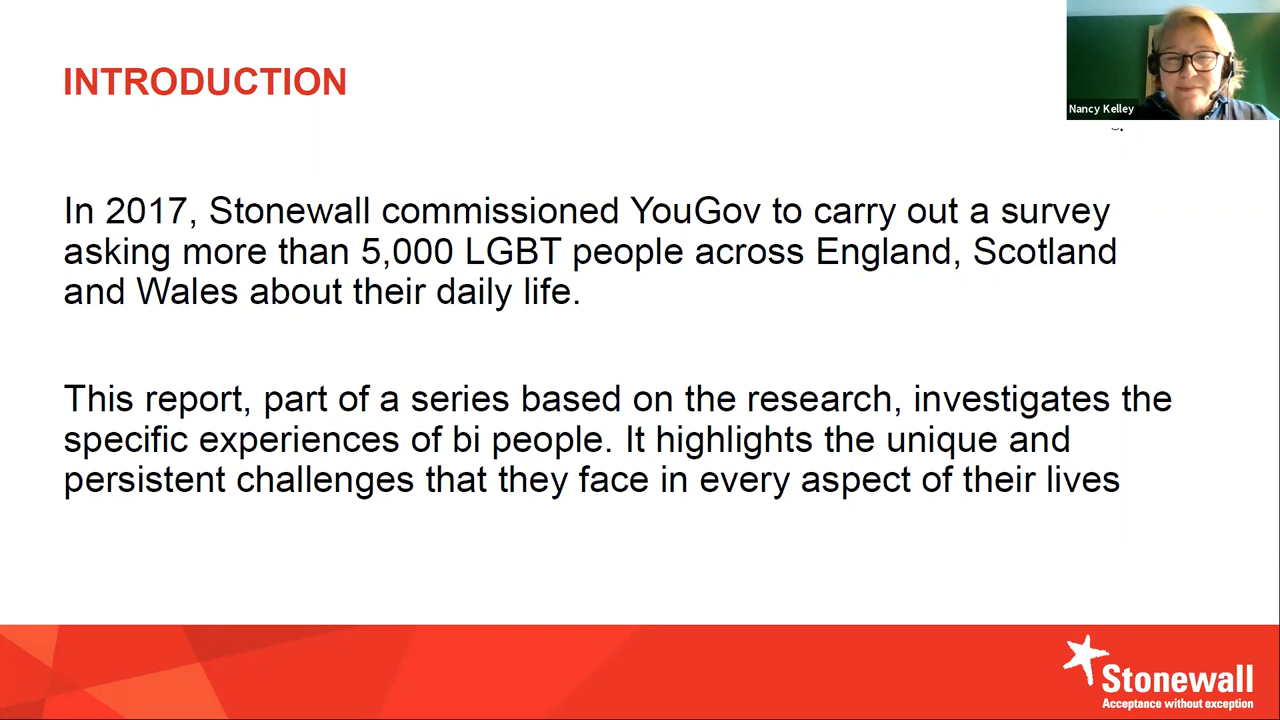 INTRODUCTION
Nancy Kelley
In 2017, Stonewall commissioned YouGov to carry out a survey
asking more than 5,000 LGBT people across England, Scotland
and Wales about their daily life.
This report, part of a series based on the research, investigates the
specific experiences of bi people. It highlights the unique and
persistent challenges that they face in every aspect of their lives
Stonewall
Acceptance without exception